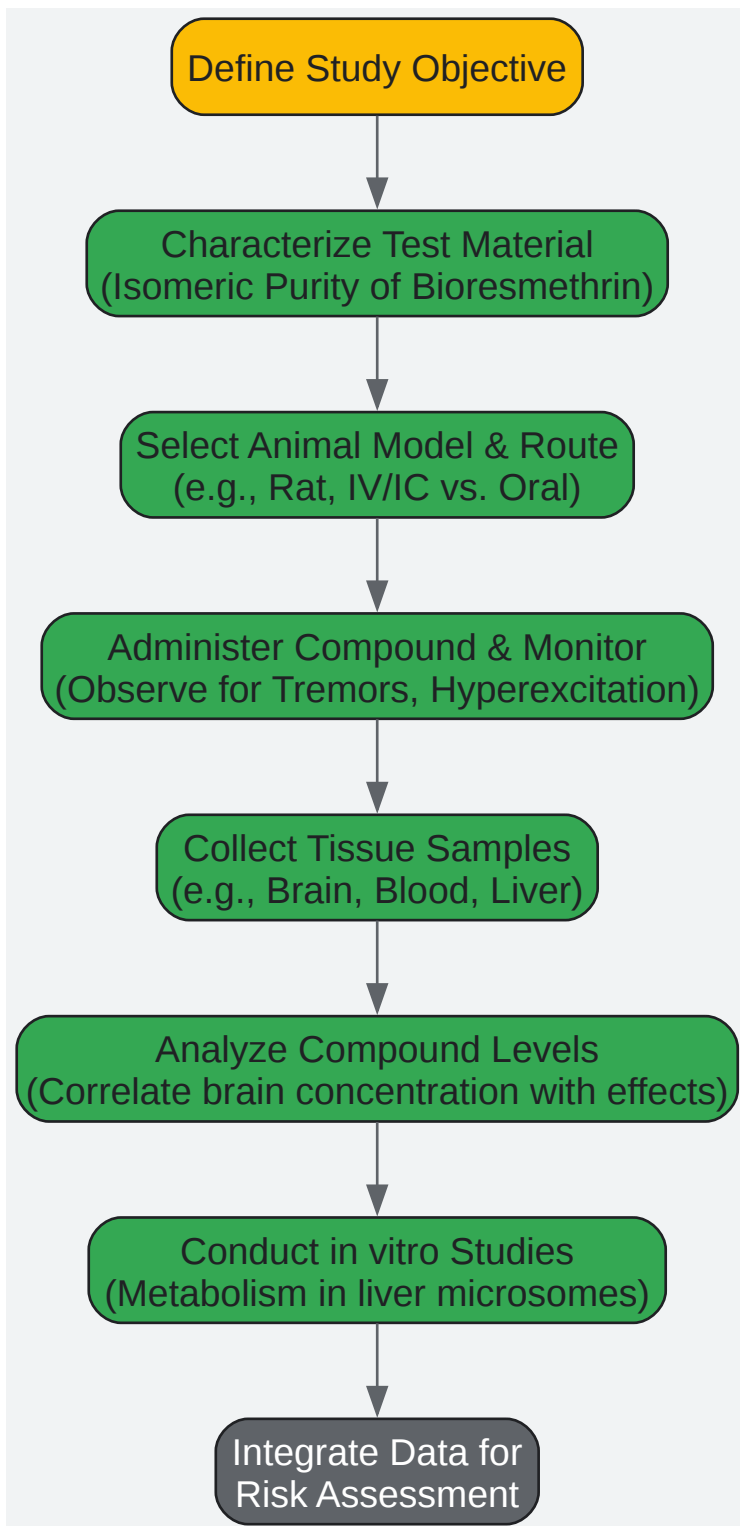 Define Study Objective
Characterize Test Material
(Isomeric Purity of Bioresmethrin)
Select Animal Model & Route
(e.g., Rat, IV/IC vs. Oral)
Administer Compound & Monitor
(Observe for Tremors, Hyperexcitation)
Collect Tissue Samples
(e.g., Brain, Blood, Liver)
Analyze Compound Levels
(Correlate brain concentration with effects)
Conduct in vitro Studies
(Metabolism in liver microsomes)
Integrate Data for
Risk Assessment